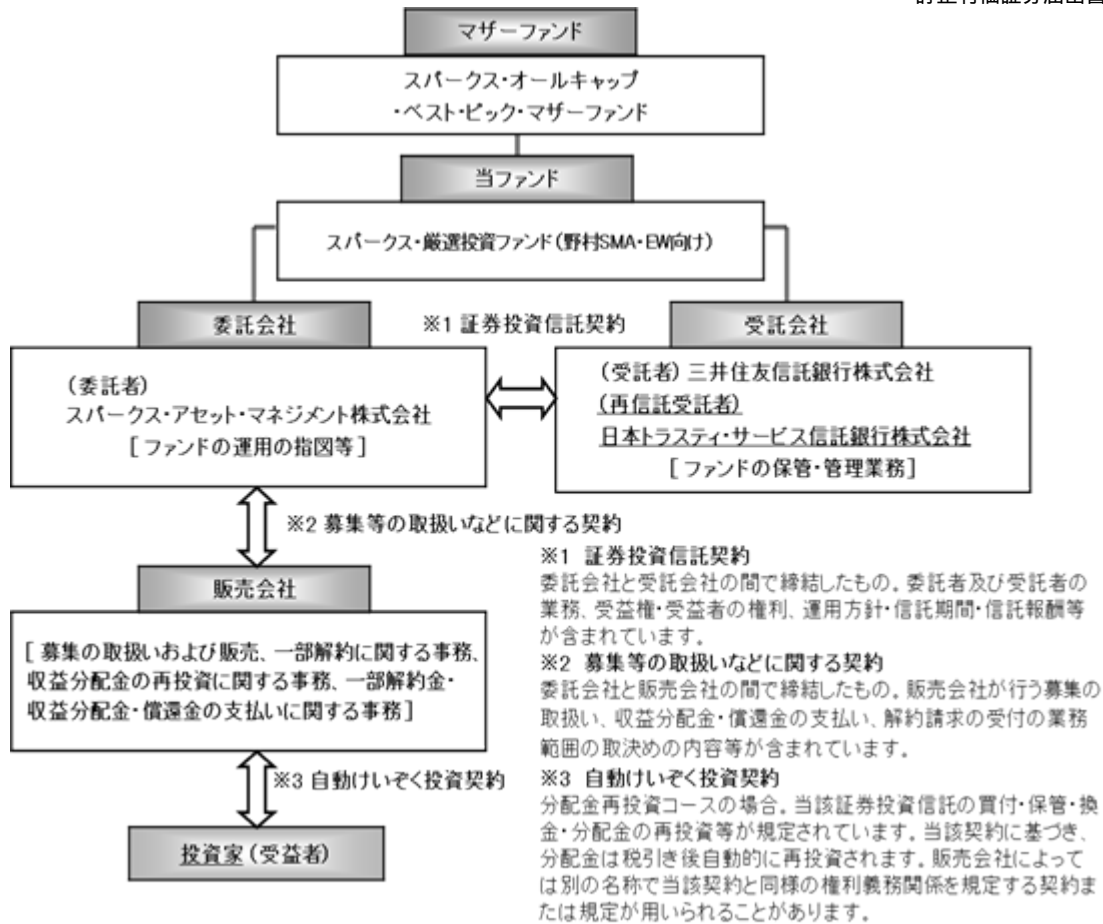 マザーファンド
スパークス・オールキャップ
・ベスト・ピック・マザーファンド
当ファンド
スパークス・厳選投資ファンド(野村SMA・EW向け)
委託会社
※1 証券投資信託契約
受託会社
(委託者)
スパークス・アセット・マネジメント株式会社
[ファンドの運用の指図等]
(受託者) 三井住友信託銀行株式会社
(再信託受託者)
日本トラスティ・サービス信託銀行株式会社
[ファンドの保管・管理業務]
※2 募集等の取扱いなどに関する契約
販売会社
[ 募集の取扱いおよび販売、一部解約に関する事務、
収益分配金の再投資に関する事務、一部解約金・
収益分配金・償還金の支払いに関する事務]
※3 自動けいぞく投資契約
投資家 (受益者)
※1 証券投資信託契約
委託会社と受託会社の間で締結したもの。委託者及び受託者の
業務、受益権・受益者の権利、運用方針・信託期間・信託報酬等
が含まれています。
※2 募集等の取扱いなどに関する契約
委託会社と販売会社の間で締結したもの。販売会社が行う募集の
取扱い、収益分配金・償還金の支払い、解約請求の受付の業務
範囲の取決めの内容等が含まれています。
※3 自動けいぞく投資契約
分配金再投資コースの場合。当該証券投資信託の買付・保管・換
金・分配金の再投資等が規定されています。当該契約に基づき、
分配金は税引き後自動的に再投資されます。販売会社によって
は別の名称で当該契約と同様の権利義務関係を規定する契約ま
たは規定が用いられることがあります。